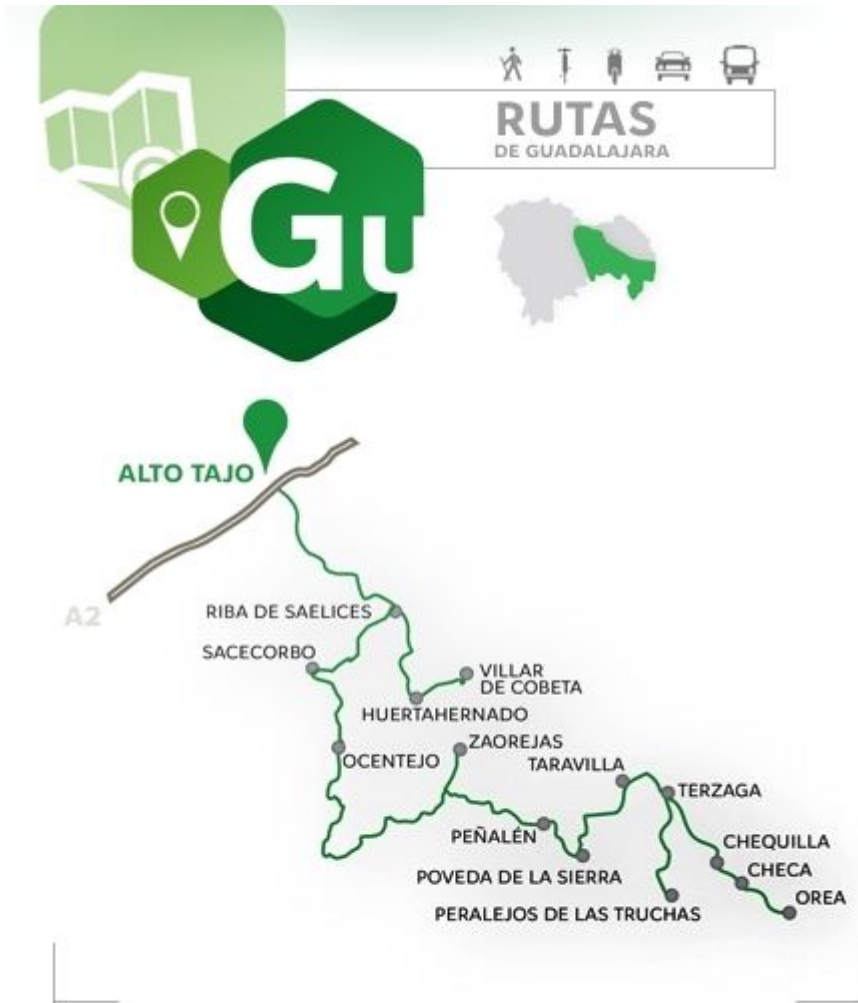 RUTAS
DE GUADALAJARA
Gu
ALTO TAJO
A2
RIBA DE SAELICES
SACECORBO
VILLAR
DE COBETA
HUERTAHERNADO
ZAOREJAS
OCENTEJO
TARAVILLA
TERZAGA
PEÑALÉN
CHEQUILLA
POVEDA DE LA SIERRA
CHECA
OREA
PERALEJOS DE LAS TRUCHAS